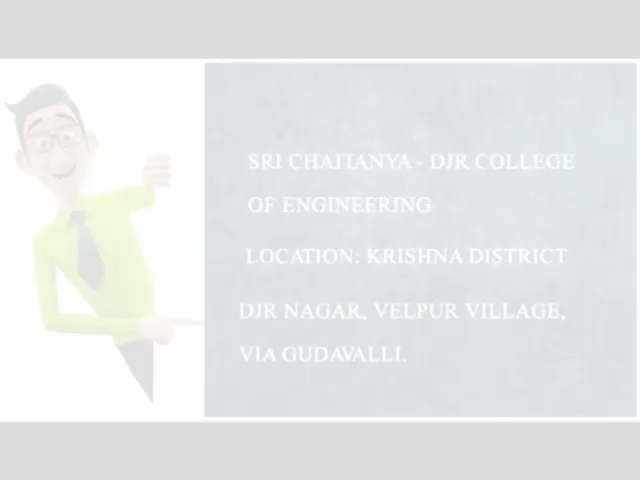 SRI CHAITANYA - DJR COLLEGE
OF ENGINEERING
LOCATION: KRISHNA DISTRICT
DJR NAGAR, VELPUR VILLAGE,
VIA GUDAVALLI.